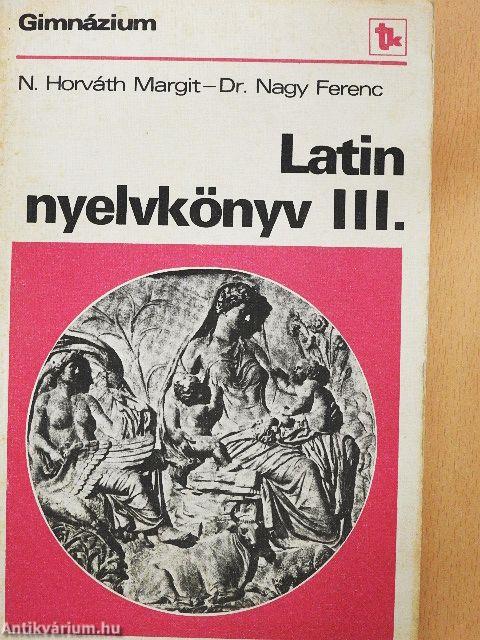 Gimnázium
tk
N. Horváth Margit–Dr. Nagy Ferenc
Latin
nyelvkönyv III.
Antikvárium.hu